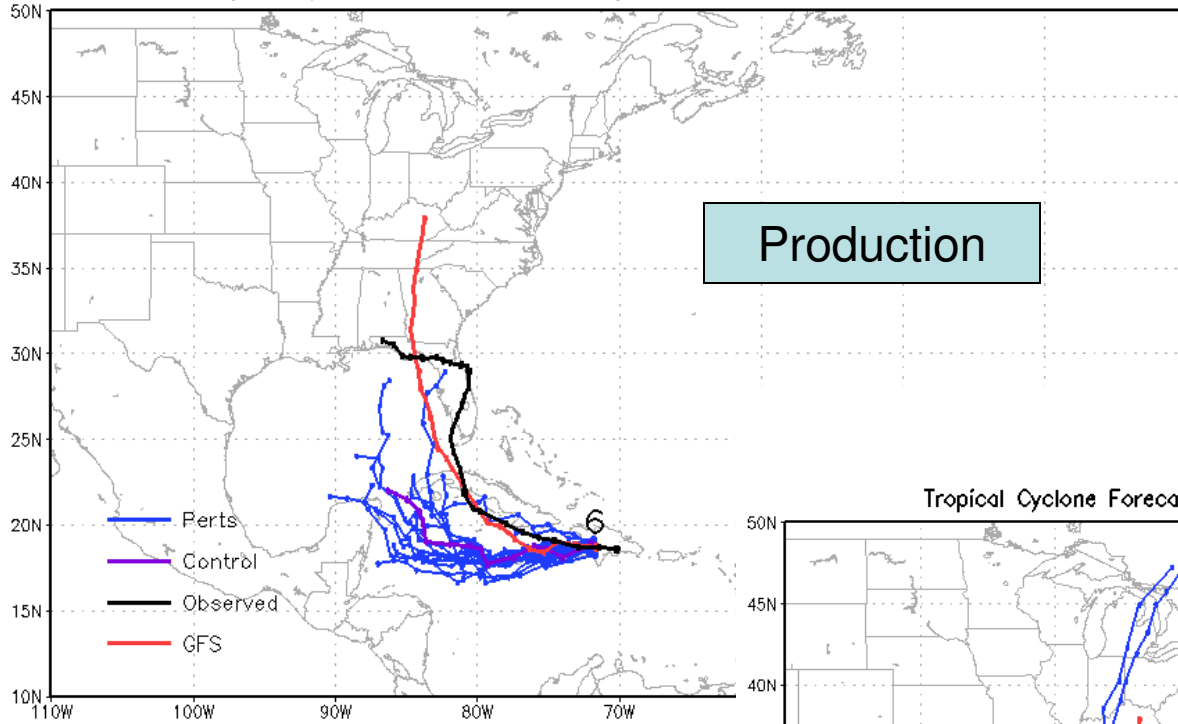 50N
45N
40N
35N
30N
25N
20N
15N
10N
110W
100W
90W
80W
70W
Production
6
Perts
Control
Observed
GFS
Tropical Cyclone Foreca
50N
45N
40N